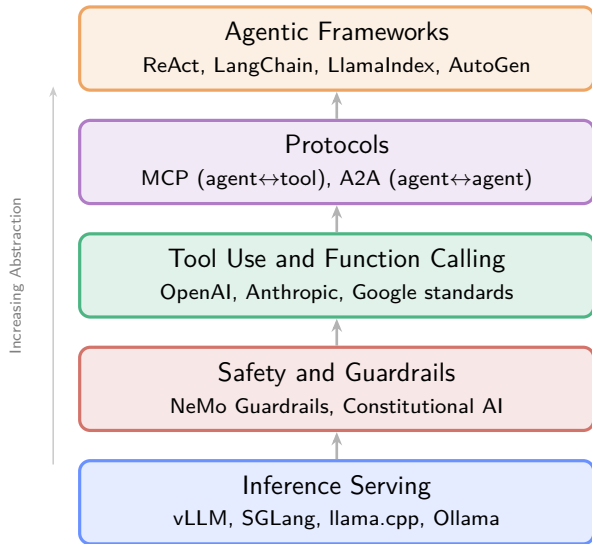 Agentic Frameworks
ReAct, LangChain, LlamaIndex, AutoGen
Protocols
MCP (agent↔tool), A2A (agent↔agent)
Tool Use and Function Calling
OpenAI, Anthropic, Google standards
Safety and Guardrails
NeMo Guardrails, Constitutional AI
Inference Serving
vLLM, SGLang, llama.cpp, Ollama
Increasing Abstraction